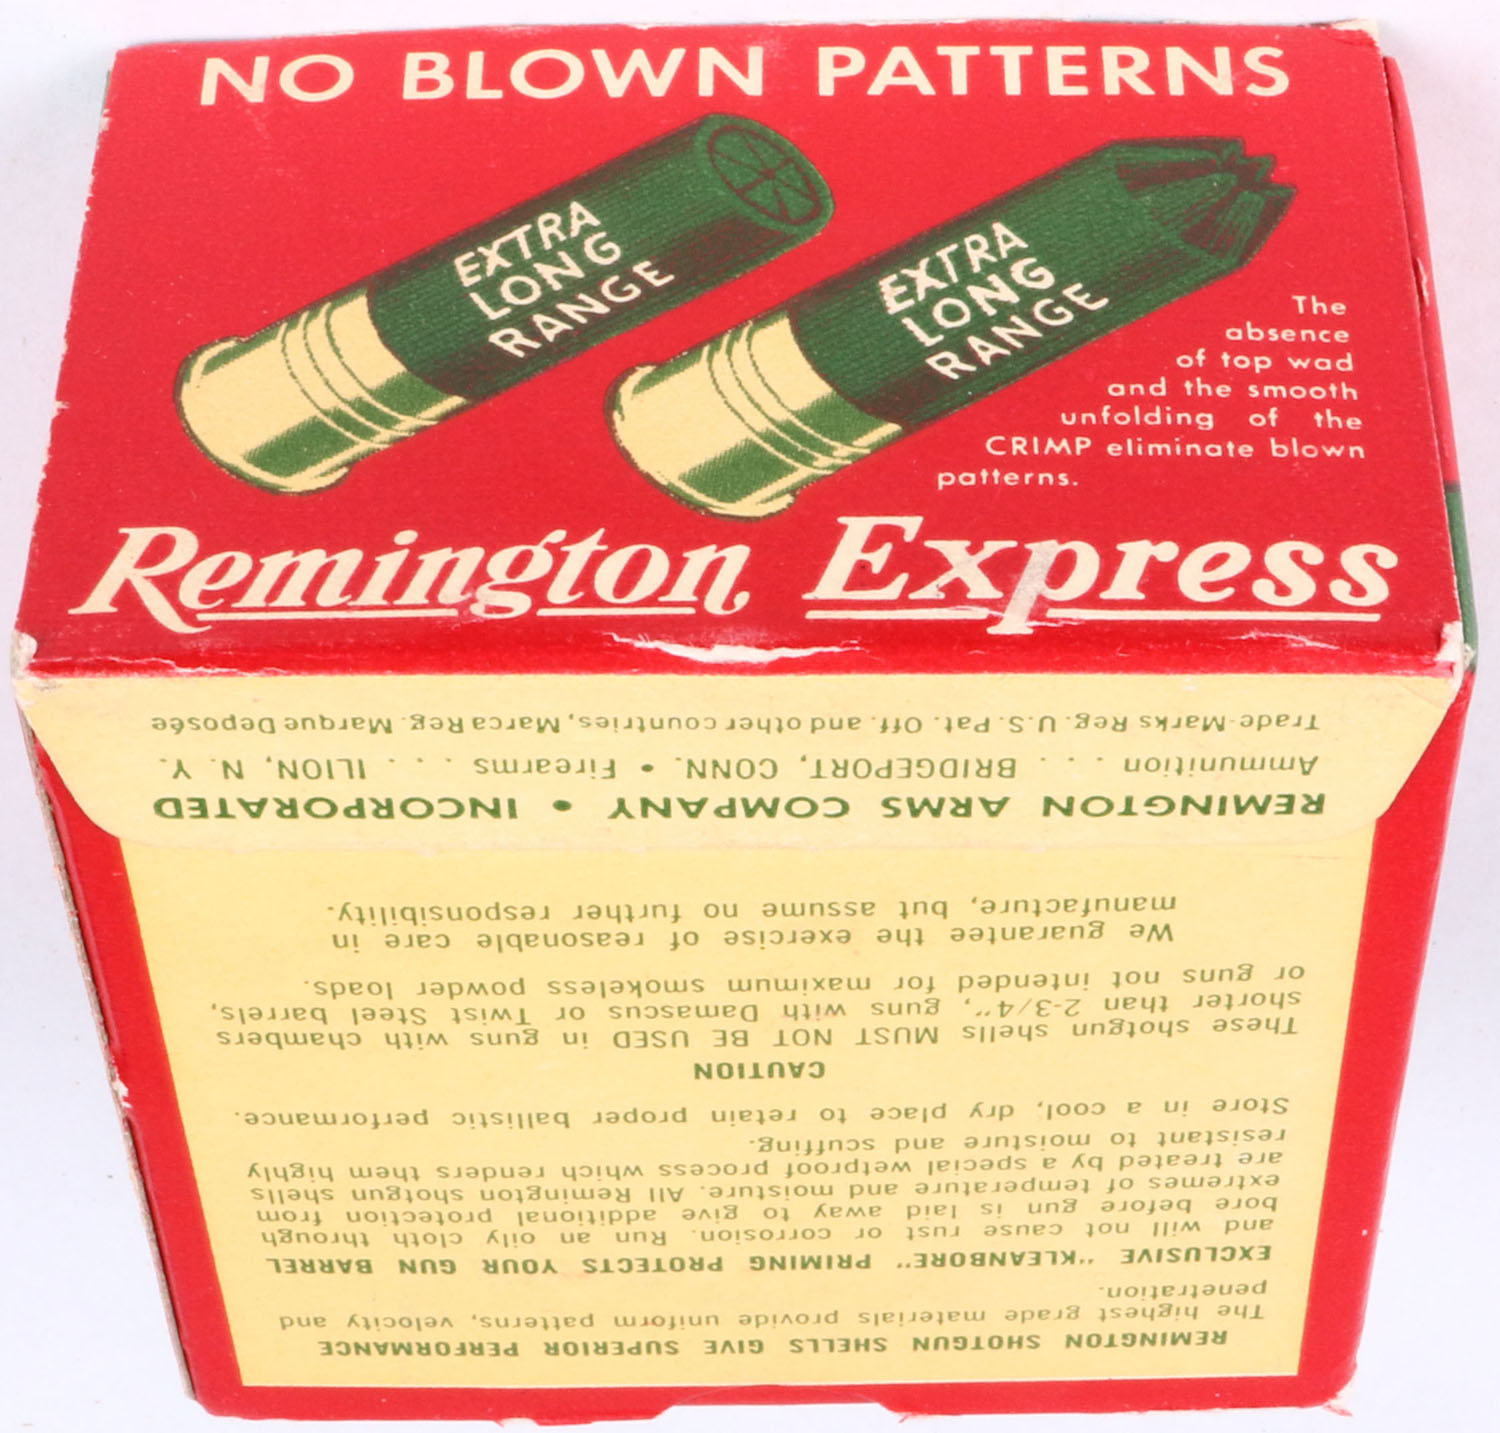 NO BLOWN PATTERNS
EXTRA
LONG
RANGE
EXTRA
LONG
RANGE
The
absence
of top wad
and the smooth
unfolding of the
CRIMP eliminate blown
patterns.
Remington Express
REMINGTON SHOTGUN SHELLS GIVE SUPERIOR PERFORMANCE
The highest grade materials provide uniform patterns, velocity and
penetration.
EXCLUSIVE "KLEANBORE" PRIMING PROTECTS YOUR GUN BARREL
and will not cause rust or corrosion. Run an oily cloth through
bore before gun is laid away to give additional protection from
extremes of temperature and moisture. All Remington shotgun shells
are treated by a special wetproof process which renders them highly
resistant to moisture and scuffing.
Store in a cool, dry place to retain proper ballistic performance.
CAUTION
These shotgun shells MUST NOT BE USED in guns with chambers
shorter than 2-3/4", guns with Damascus or Twist Steel barrels,
or guns not intended for maximum smokeless powder loads.
We guarantee the exercise of reasonable care in
manufacture, but assume no further responsibility.
REMINGTON ARMS COMPANY • INCORPORATED
Ammunition . . . BRIDGEPORT, CONN. • Firearms . . . ILION, N. Y.
Trade-Marks Reg. U.S. Pat. Off. and other countries, Marca Reg. Marque Deposée